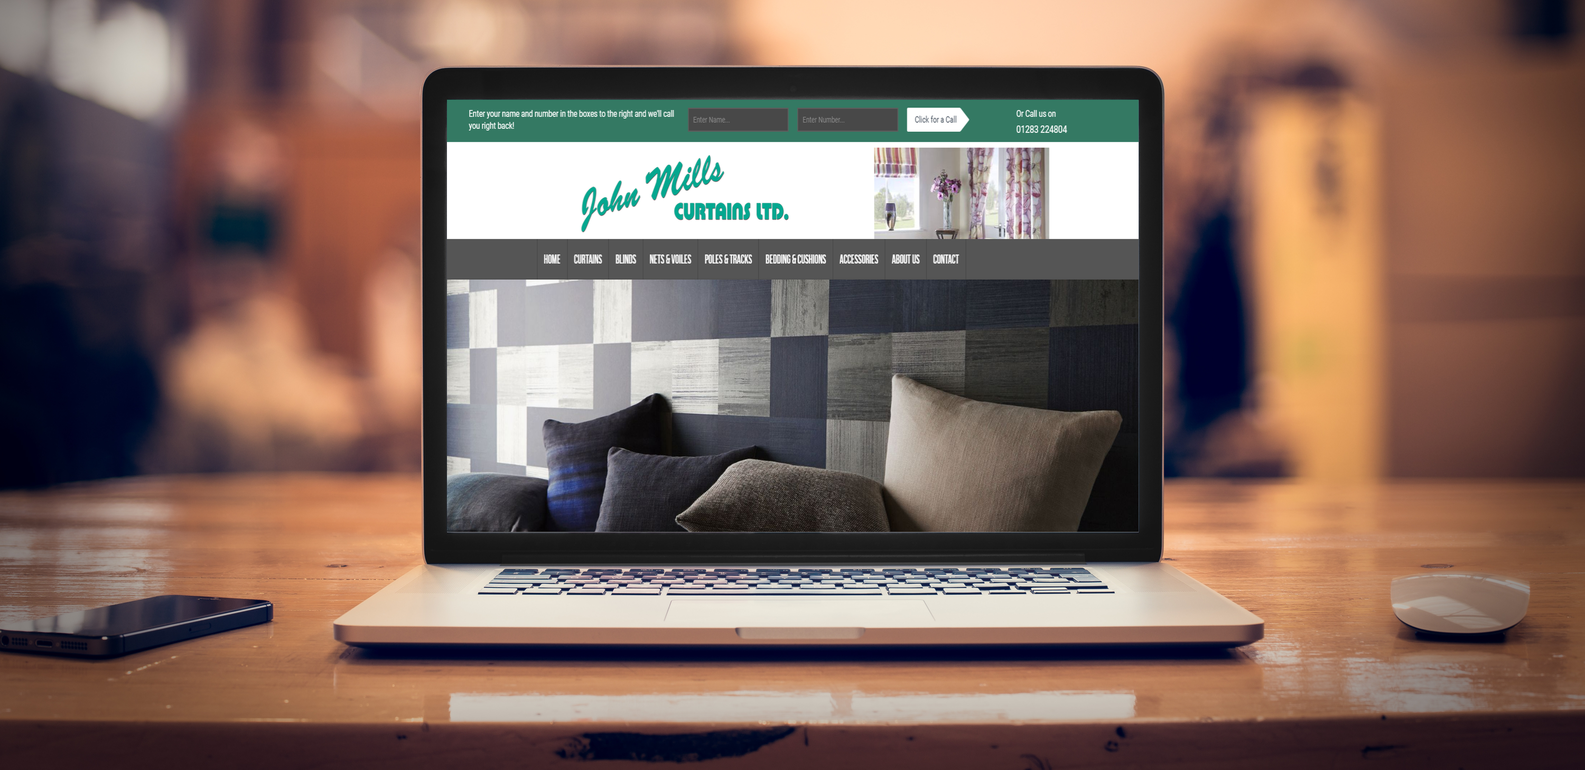 Enter your name and number in the boxes to the right and we'll call
you right back!
Enter Name...
Enter Number...
Click for a Call
Or Call us on
01283 224804
John Mills
CURTAINS LTD.
HOME
CURTAINS
BLINDS
NETS & VOILES
POLES & TRACKS
BEDDING & CUSHIONS
ACCESSORIES
ABOUT US
CONTACT